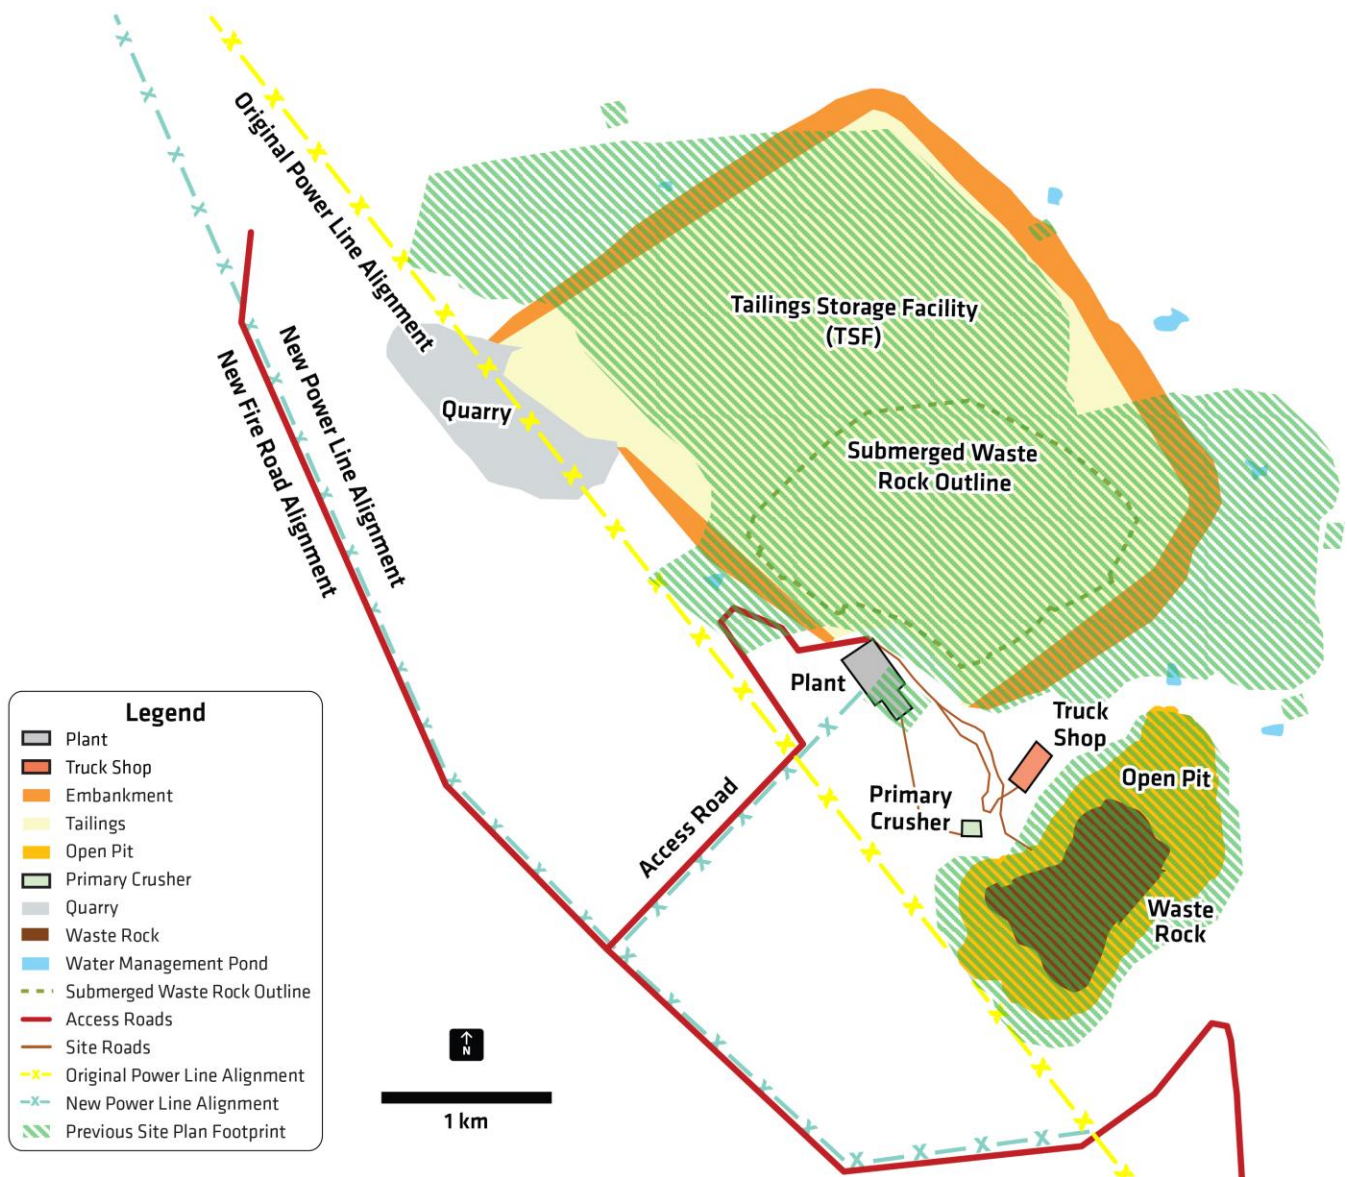 Original Power Line Alignment
New Power Line Alignment
New Fire Road Alignment
Quarry
Tailings Storage Facility
(TSF)
Submerged Waste
Rock Outline
Plant
Truck
Shop
Open Pit
Primary
Crusher
Access Road
Waste
Rock
Legend
Plant
Truck Shop
Embankment
Tailings
Open Pit
Primary Crusher
Quarry
Waste Rock
Water Management Pond
Submerged Waste Rock Outline
Access Roads
Site Roads
Original Power Line Alignment
New Power Line Alignment
Previous Site Plan Footprint
N
1 km